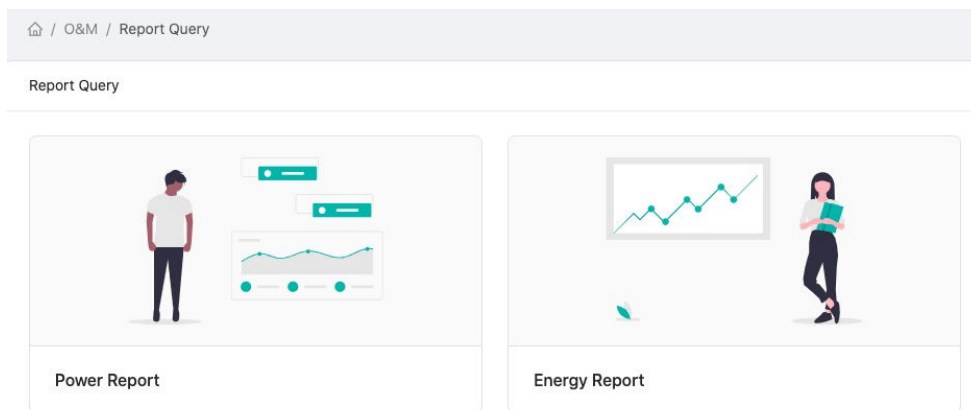 / O&M / Report Query
Report Query
Power Report
Energy Report